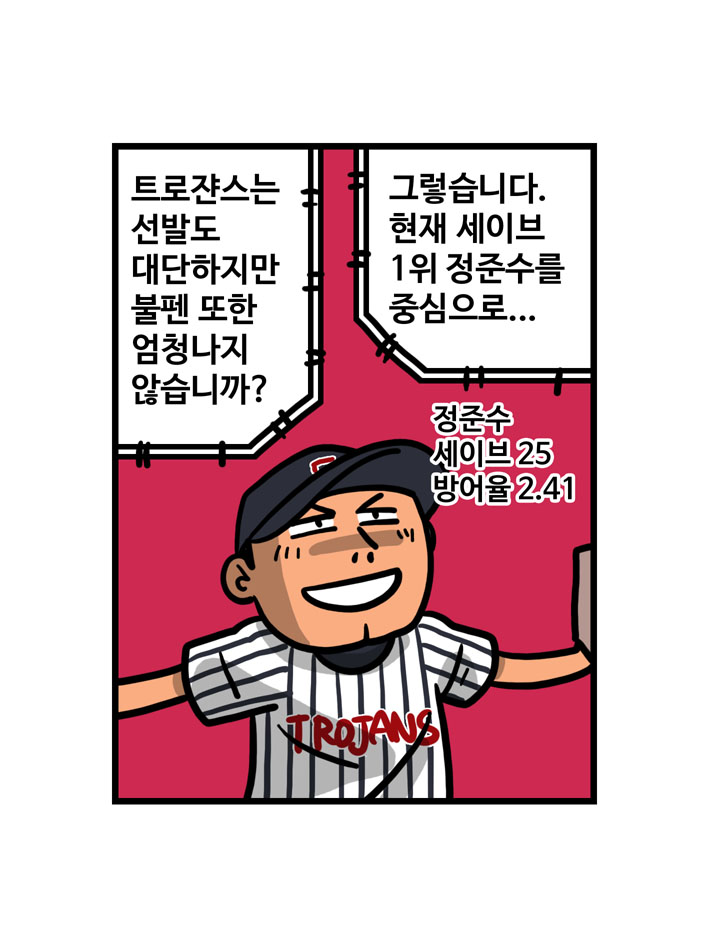 트로쟌스는
선발도
대단하지만
불펜 또한
엄청나지
않습니까?
그렇습니다.
현재 세이브
1위 정준수를
중심으로...
정준수
세이브 25
방어율 2.41
TROJANS